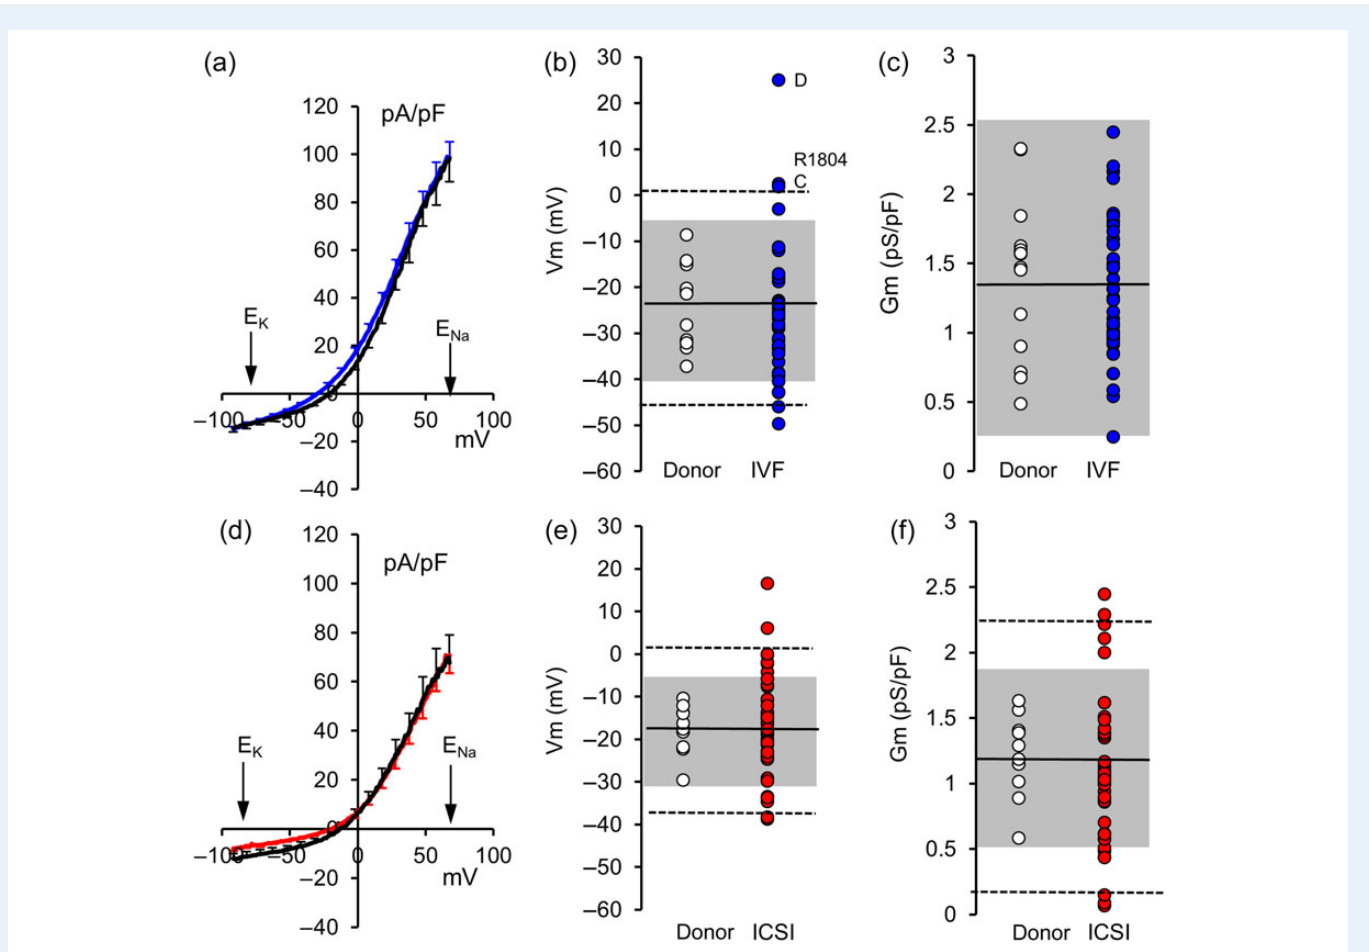 (a)
pA/pF
120
100
80
60
40
20
0
–20
–40
–100
–50
0
50
100
mV
EK
ENa
(b)
Vm (mV)
30
20
10
0
–10
–20
–30
–40
–50
–60
D
R1804
C
Donor IVF
(c)
Gm (pS/pF)
3
2.5
2
1.5
1
0.5
0
Donor IVF
(d)
pA/pF
120
100
80
60
40
20
0
–20
–40
–100
–50
0
50
100
mV
EK
ENa
(e)
Vm (mV)
30
20
10
0
–10
–20
–30
–40
–50
–60
Donor ICSI
(f)
Gm (pS/pF)
3
2.5
2
1.5
1
0.5
0
Donor ICSI